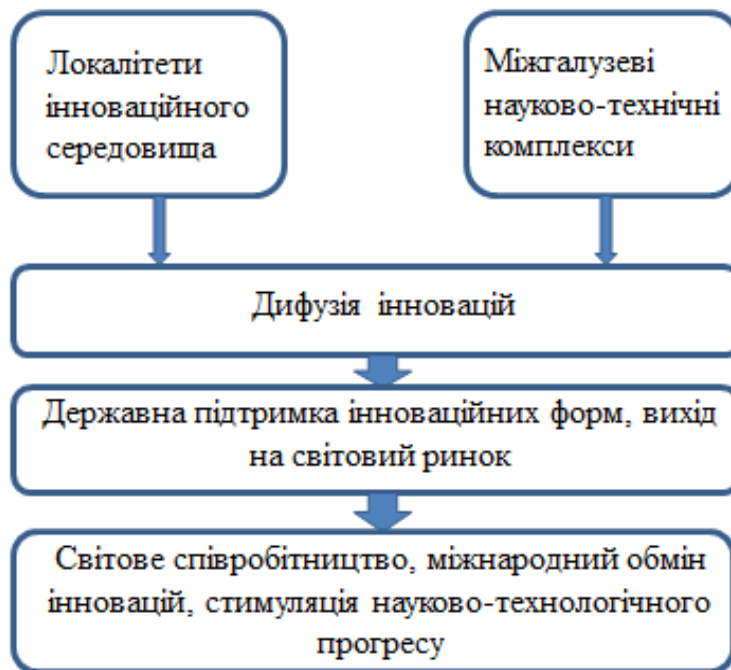 Локалітети
інноваційного
середовища
Міжгалузеві
науково-технічні
комплекси
Дифузія інновацій
Державна підтримка інноваційних форм, вихід
на світовий ринок
Світове співробітництво, міжнародний обмін
інновацій, стимуляція науково-технологічного
прогресу